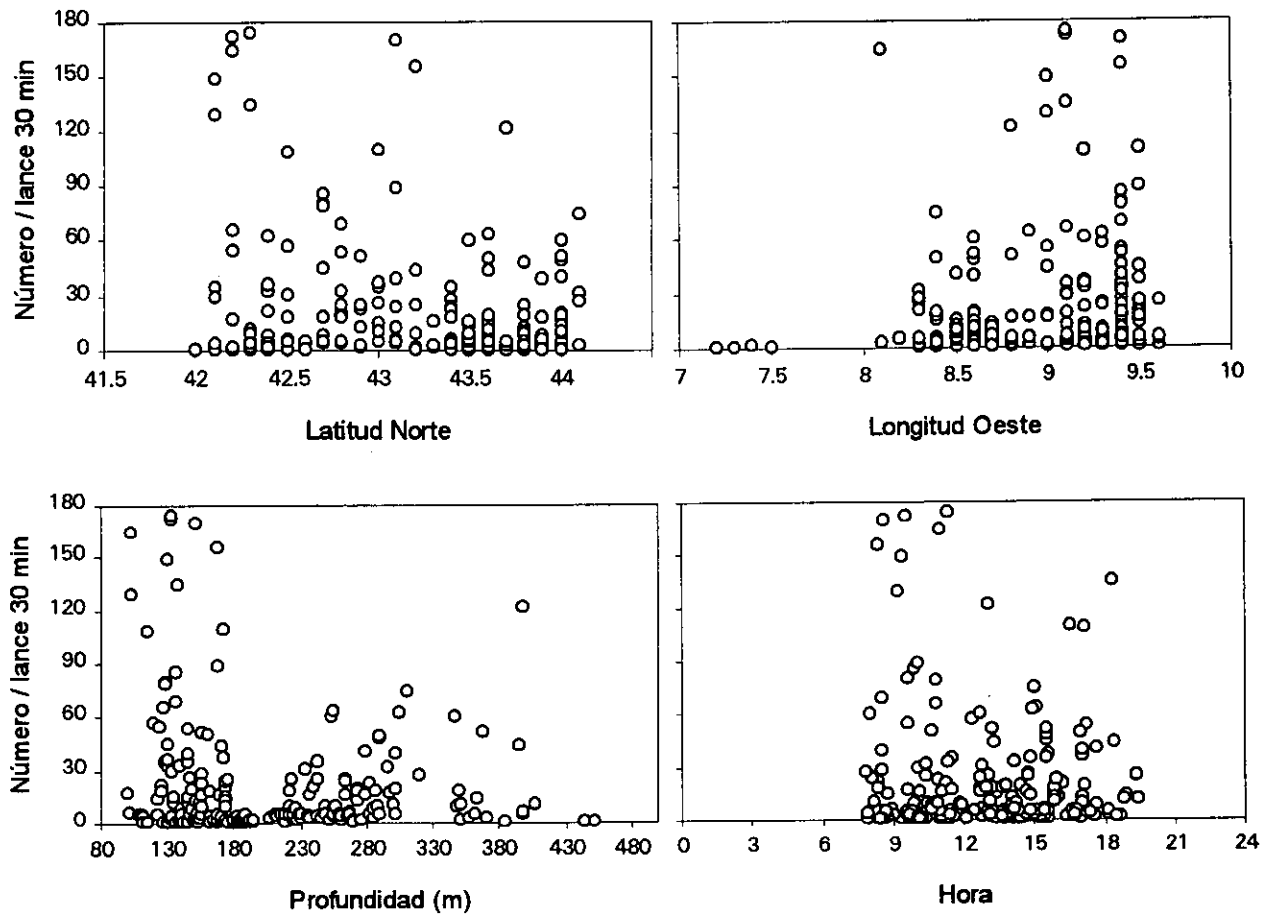 Número / lance 30 min
180
150
120
90
60
30
0
41.5 42 42.5 43 43.5 44
Latitud Norte
7 7.5 8 8.5 9 9.5 10
Longitud Oeste
Número / lance 30 min
180
150
120
90
60
30
0
80 130 180 230 280 330 380 430 480
Profundidad (m)
0 3 6 9 12 15 18 21 24
Hora